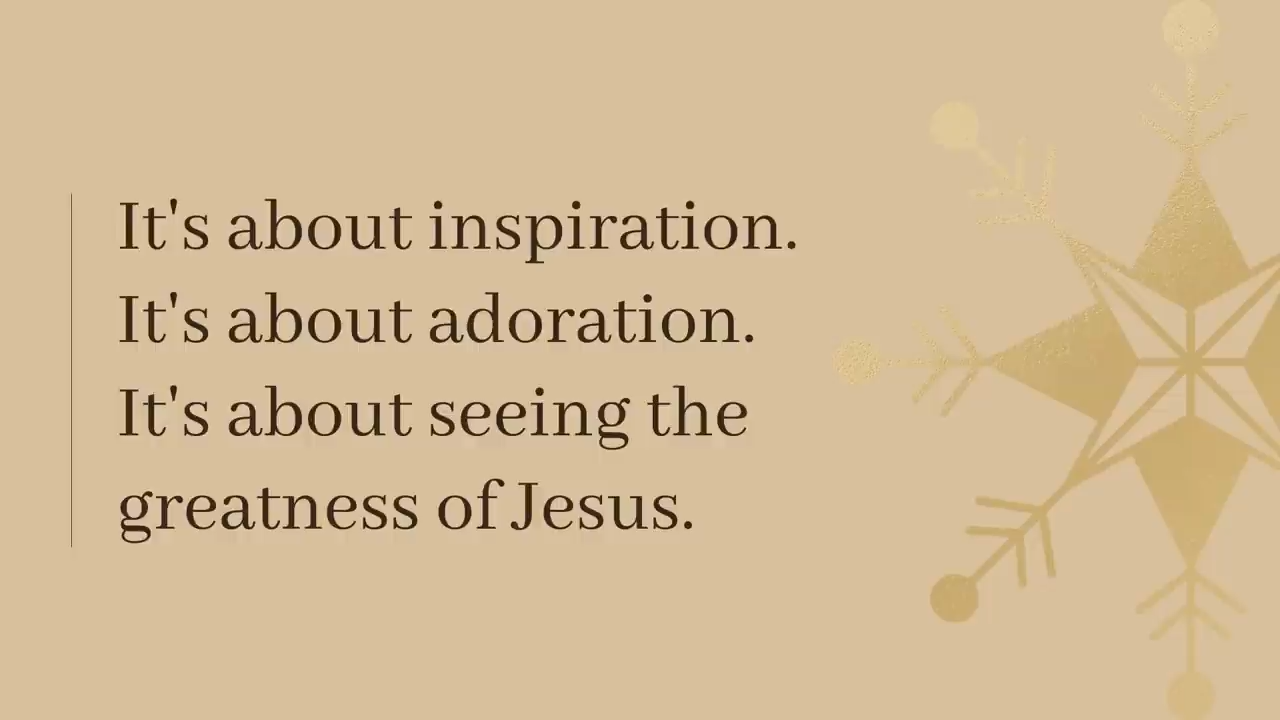 It's about inspiration.
It's about adoration.
It's about seeing the
greatness of Jesus.